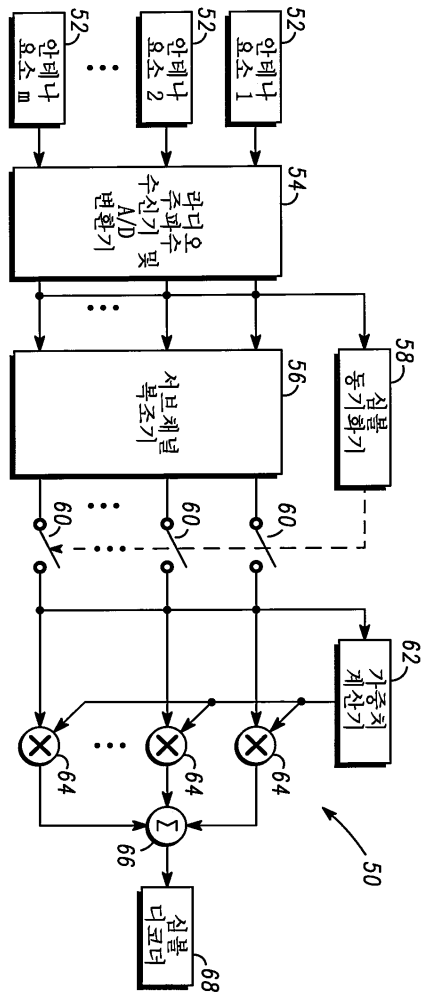 52
안테나
요소 1
52
안테나
요소 2
52
안테나
요소 m
54
라디오
주파수 및
수신기
A/D
변환기
58
심볼
동기화기
56
서브채널
복조기
60
60
60
62
가중치
계산기
64
64
64
66
Σ
50
68
심볼
디코더